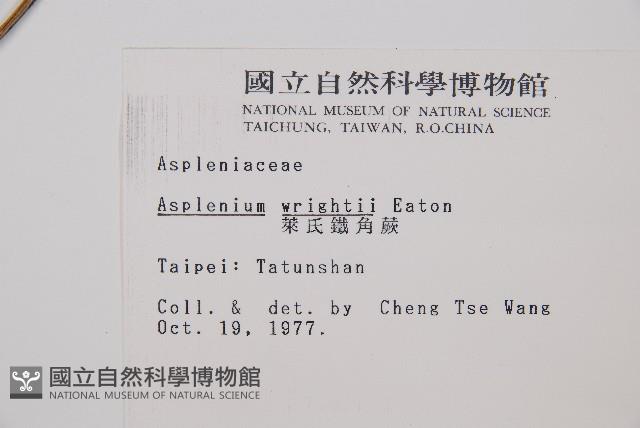 國立自然科學博物館
NATIONAL MUSEUM OF NATURAL SCIENCE
TAICHUNG, TAIWAN, R.O.CHINA
Aspleniaceae
Asplenium wrightii Eaton
萊氏鐵角蕨
Taipei: Tatunshan
Coll. & det. by Cheng Tse Wang
Oct. 19, 1977.
國立自然科學博物館
NATIONAL MUSEUM OF NATURAL SCIENCE